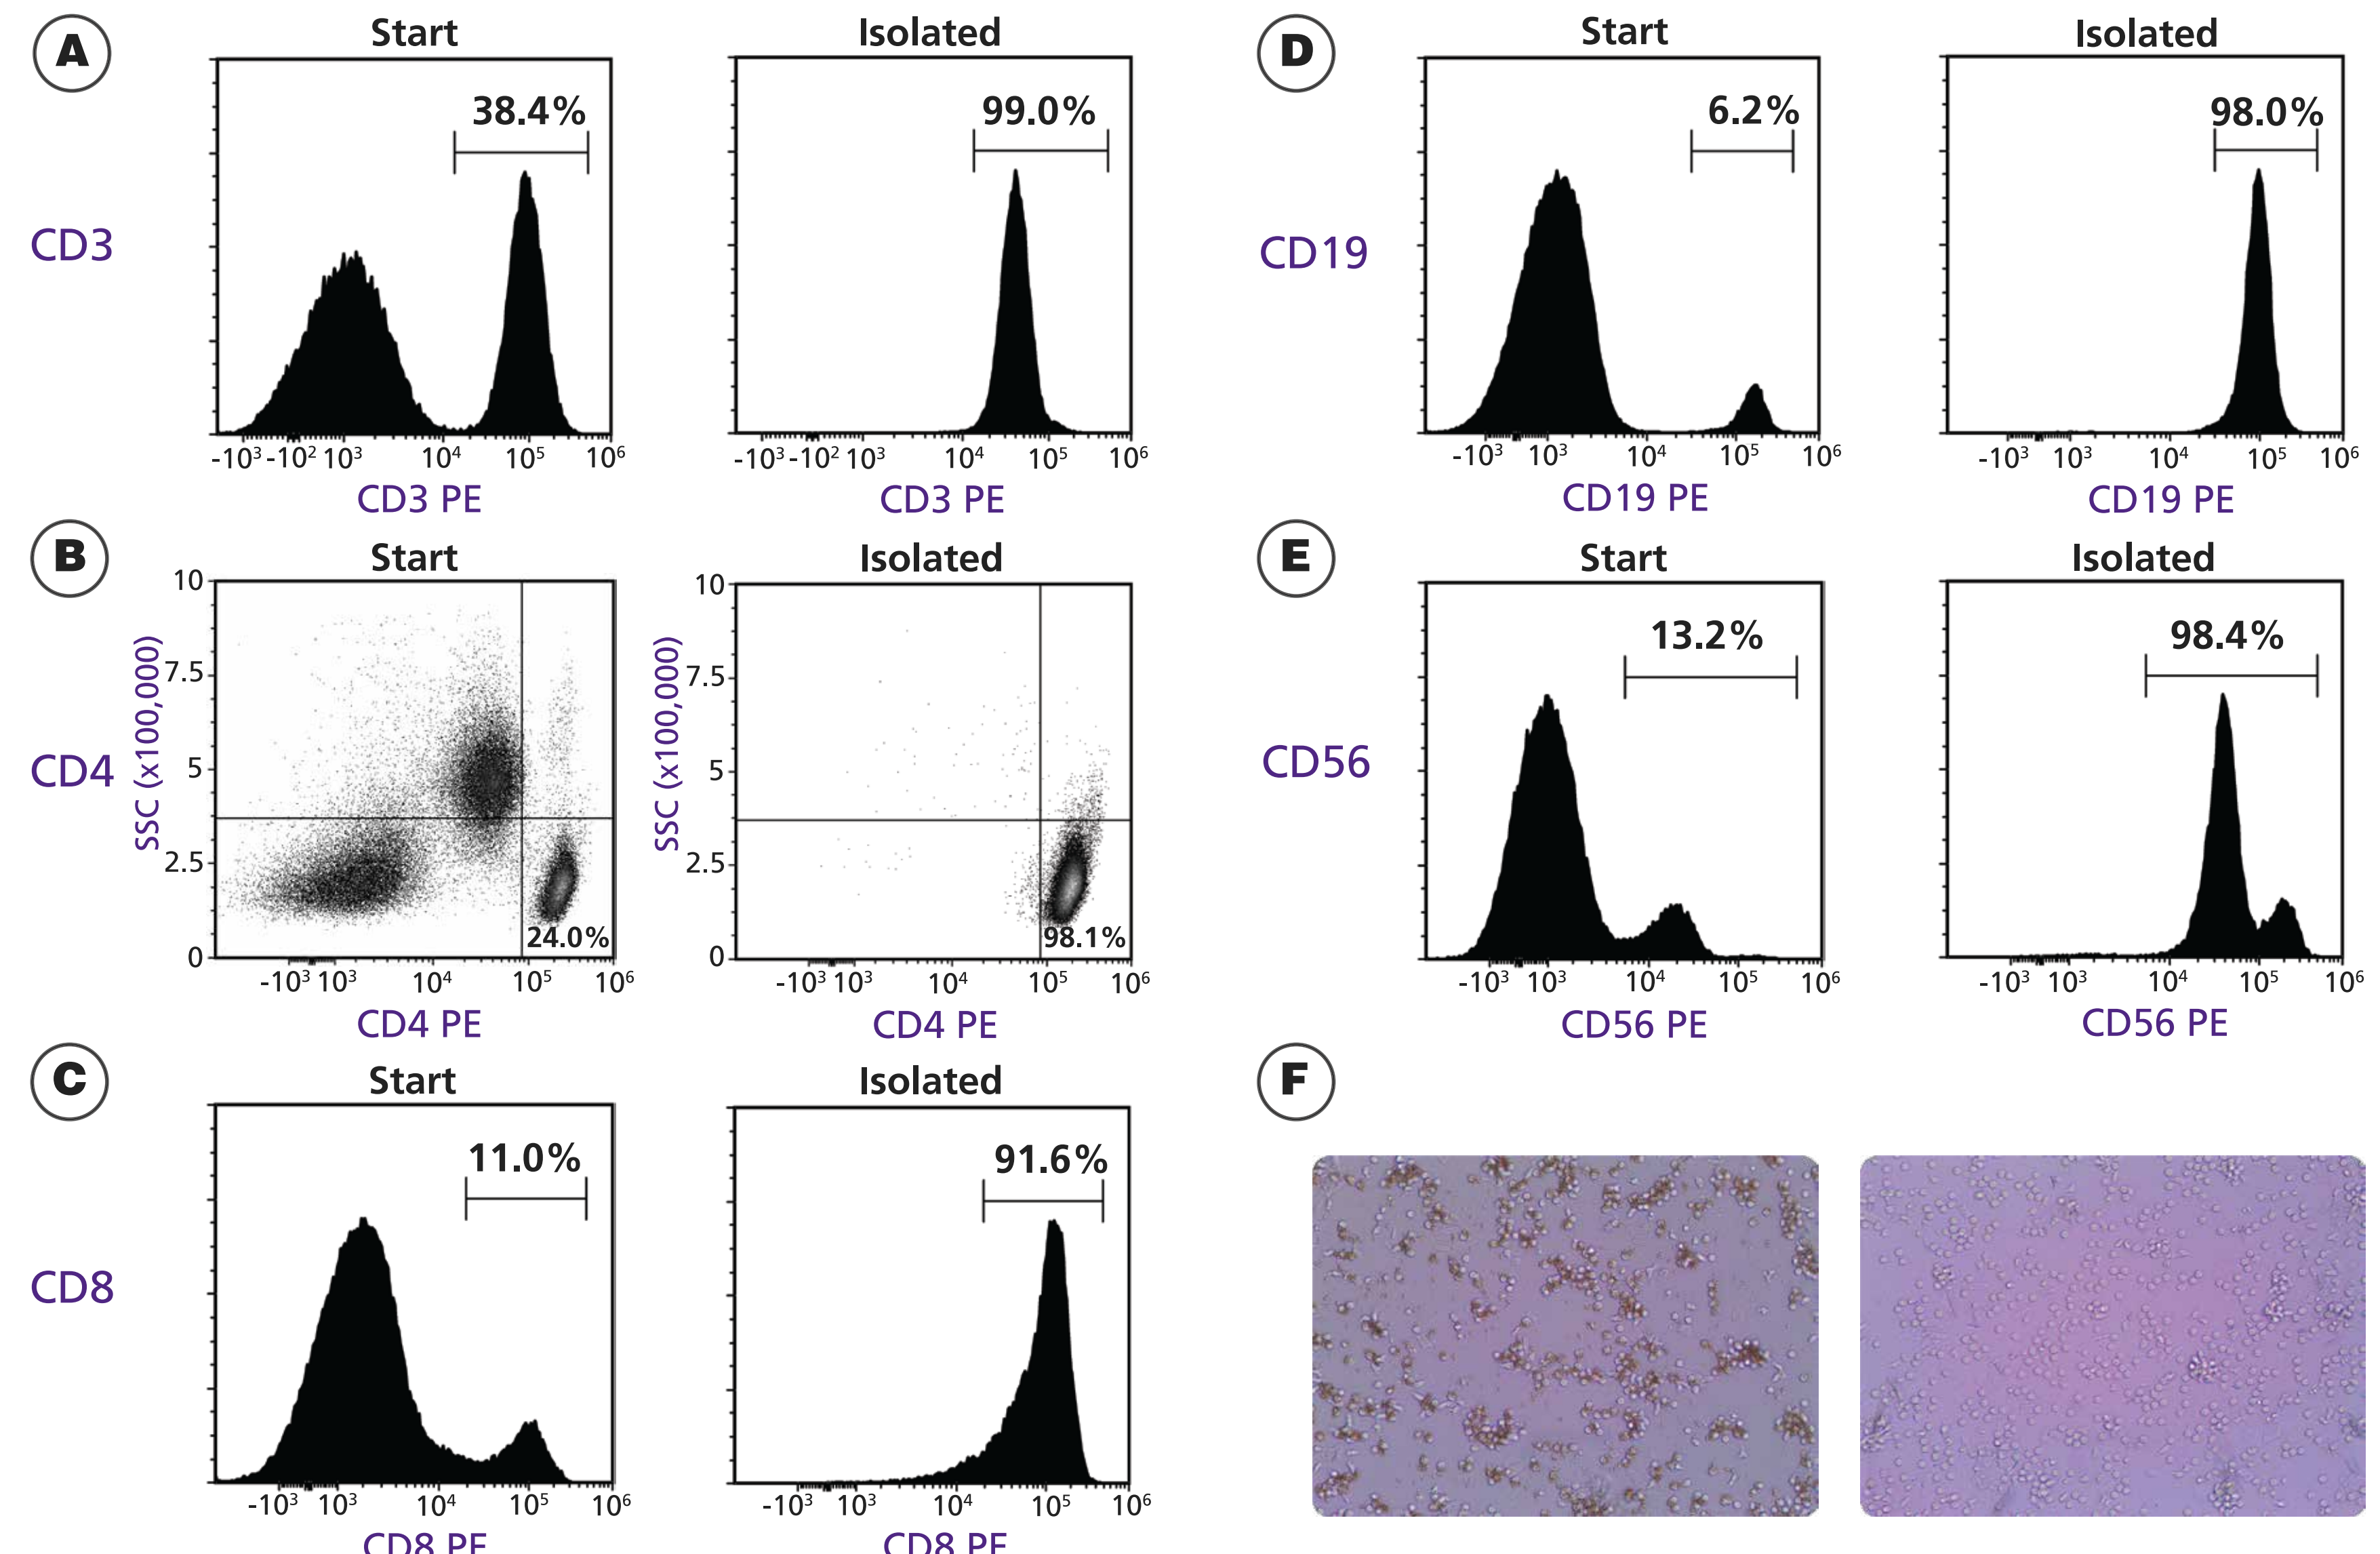 A
Start
Isolated
38.4%
99.0%
CD3
-10³ -10² 10³ 10⁴ 10⁵ 10⁶
-10³ -10² 10³ 10⁴ 10⁵ 10⁶
CD3 PE
CD3 PE
B
Start
Isolated
CD4
SSC (x100,000)
10
7.5
5
2.5
0
24.0%
-10³ 10³ 10⁴ 10⁵ 10⁶
CD4 PE
SSC (x100,000)
10
7.5
5
2.5
0
98.1%
-10³ 10³ 10⁴ 10⁵ 10⁶
CD4 PE
C
Start
Isolated
11.0%
91.6%
CD8
-10³ 10³ 10⁴ 10⁵ 10⁶
-10³ 10³ 10⁴ 10⁵ 10⁶
CD8 PE
CD8 PE
D
Start
Isolated
6.2%
98.0%
CD19
-10³ 10³ 10⁴ 10⁵ 10⁶
-10³ 10³ 10⁴ 10⁵ 10⁶
CD19 PE
CD19 PE
E
Start
Isolated
13.2%
98.4%
CD56
-10³ 10³ 10⁴ 10⁵ 10⁶
-10³ 10³ 10⁴ 10⁵ 10⁶
CD56 PE
CD56 PE
F